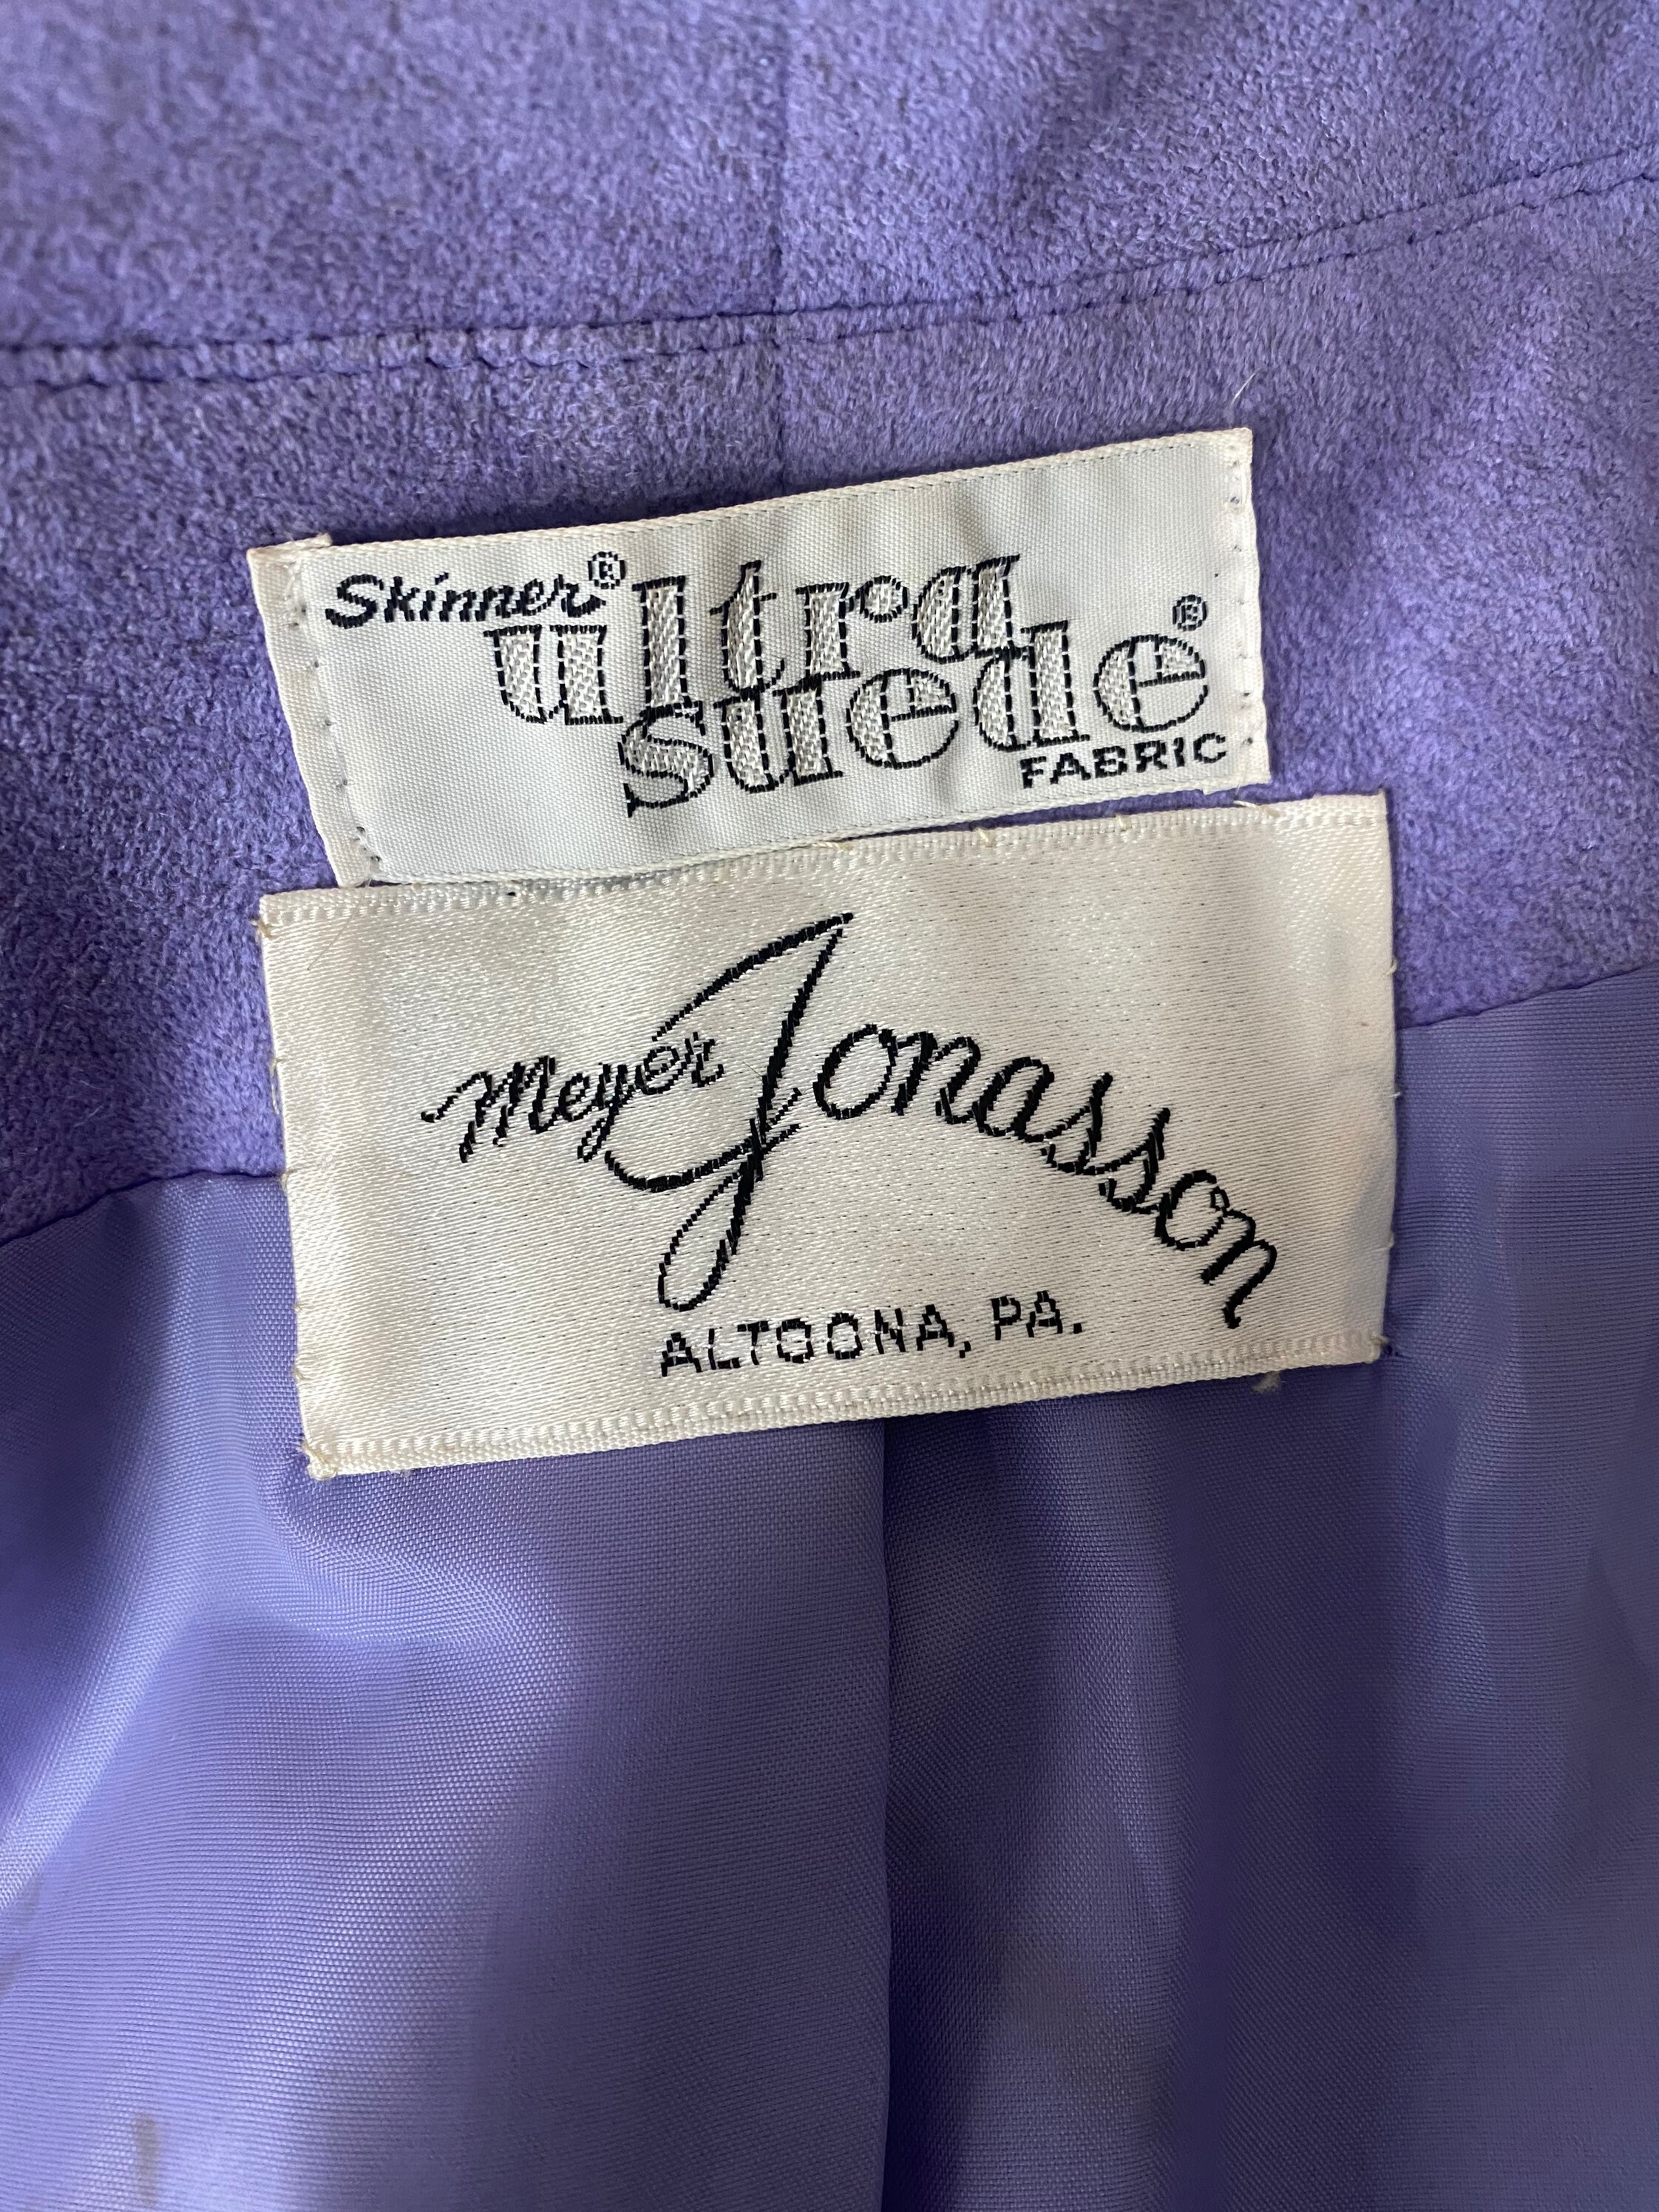 Skinner®
ultra
suede®
FABRIC
Meyer Jonasson
ALTOONA, PA.